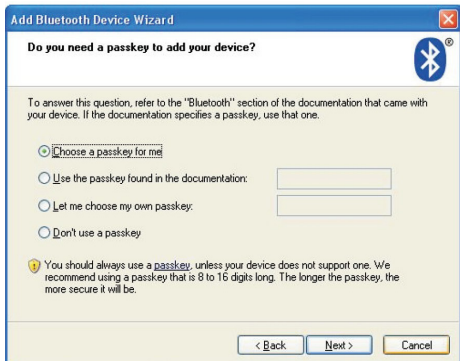 Add Bluetooth Device Wizard
Do you need a passkey to add your device?
®
To answer this question, refer to the "Bluetooth" section of the documentation that came with
your device. If the documentation specifies a passkey, use that one.
Choose a passkey for me
Use the passkey found in the documentation:
Let me choose my own passkey:
Don't use a passkey
You should always use a passkey, unless your device does not support one. We
recommend using a passkey that is 8 to 16 digits long. The longer the passkey, the
more secure it will be.
< Back Next > Cancel